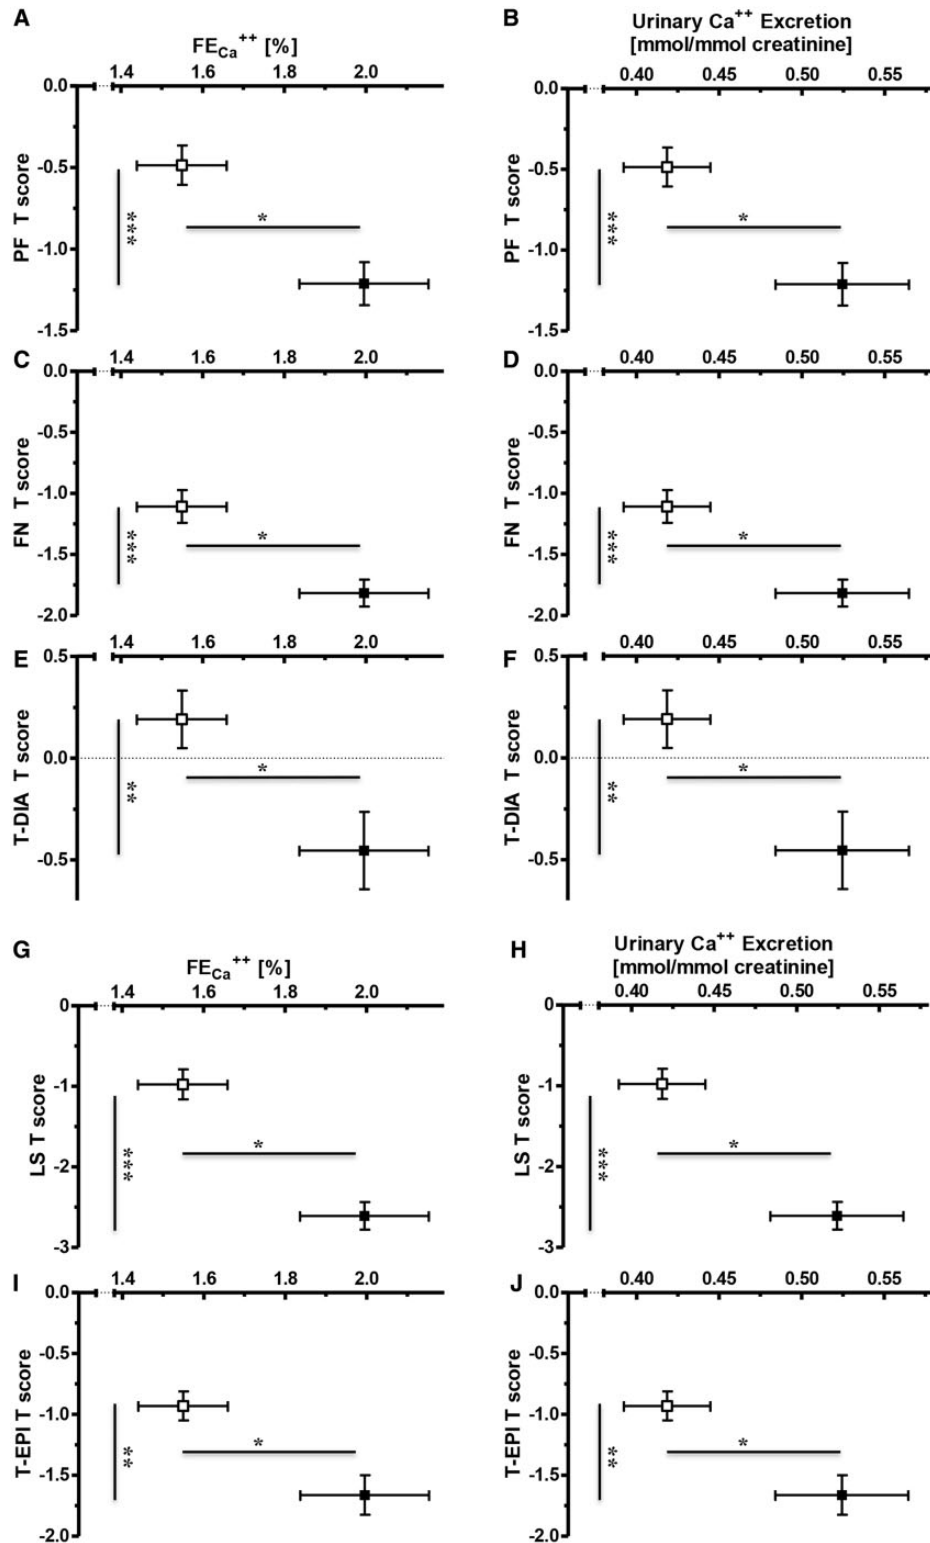 A
FE_Ca^++ [%]
1.4 1.6 1.8 2.0
0.0
-0.5
-1.0
-1.5
PF T score
***
*
B
Urinary Ca^++ Excretion
[mmol/mmol creatinine]
0.40 0.45 0.50 0.55
0.0
-0.5
-1.0
-1.5
PF T score
***
*
C
1.4 1.6 1.8 2.0
0.0
-0.5
-1.0
-1.5
-2.0
FN T score
***
*
D
0.40 0.45 0.50 0.55
0.0
-0.5
-1.0
-1.5
-2.0
FN T score
***
*
E
1.4 1.6 1.8 2.0
0.5
0.0
-0.5
T-DIA T score
**
*
F
0.40 0.45 0.50 0.55
0.5
0.0
-0.5
T-DIA T score
**
*
G
FE_Ca^++ [%]
1.4 1.6 1.8 2.0
0
-1
-2
-3
LS T score
***
*
H
Urinary Ca^++ Excretion
[mmol/mmol creatinine]
0.40 0.45 0.50 0.55
0
-1
-2
-3
LS T score
***
*
I
1.4 1.6 1.8 2.0
0.0
-0.5
-1.0
-1.5
-2.0
T-EPI T score
**
*
J
0.40 0.45 0.50 0.55
0.0
-0.5
-1.0
-1.5
-2.0
T-EPI T score
**
*